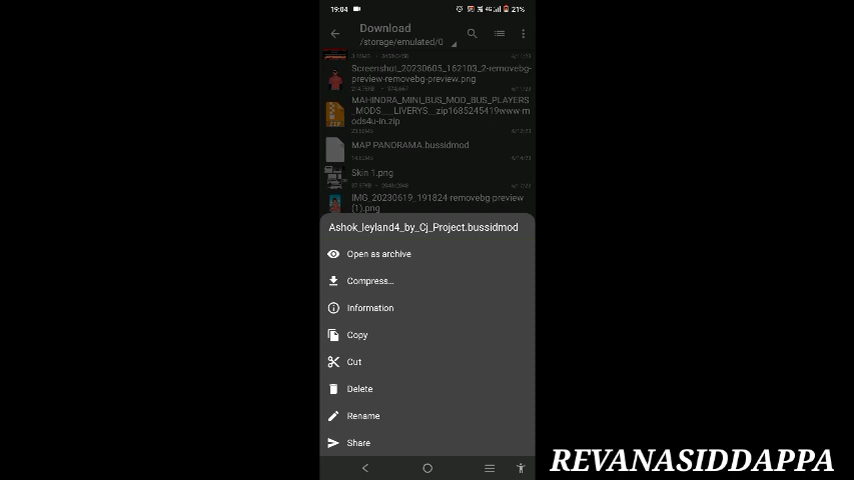 19:04
21%
Download
/storage/emulated/0
Screenshot_20230605_162103_2-removebg-
preview-removebg-preview.png
MAHINDRA_MINI_BUS_MOD_BUS_PLAYERS
_MODS___LIVERYS__zip1685245419www m
ods4u-in.zip
MAP PANORAMA.bussidmod
Skin 1.png
IMG_20230619_191824 removebg preview
(1).png
Ashok_leyland4_by_Cj_Project.bussidmod
Open as archive
Compress...
Information
Copy
Cut
Delete
Rename
Share
REVANASIDDAPPA